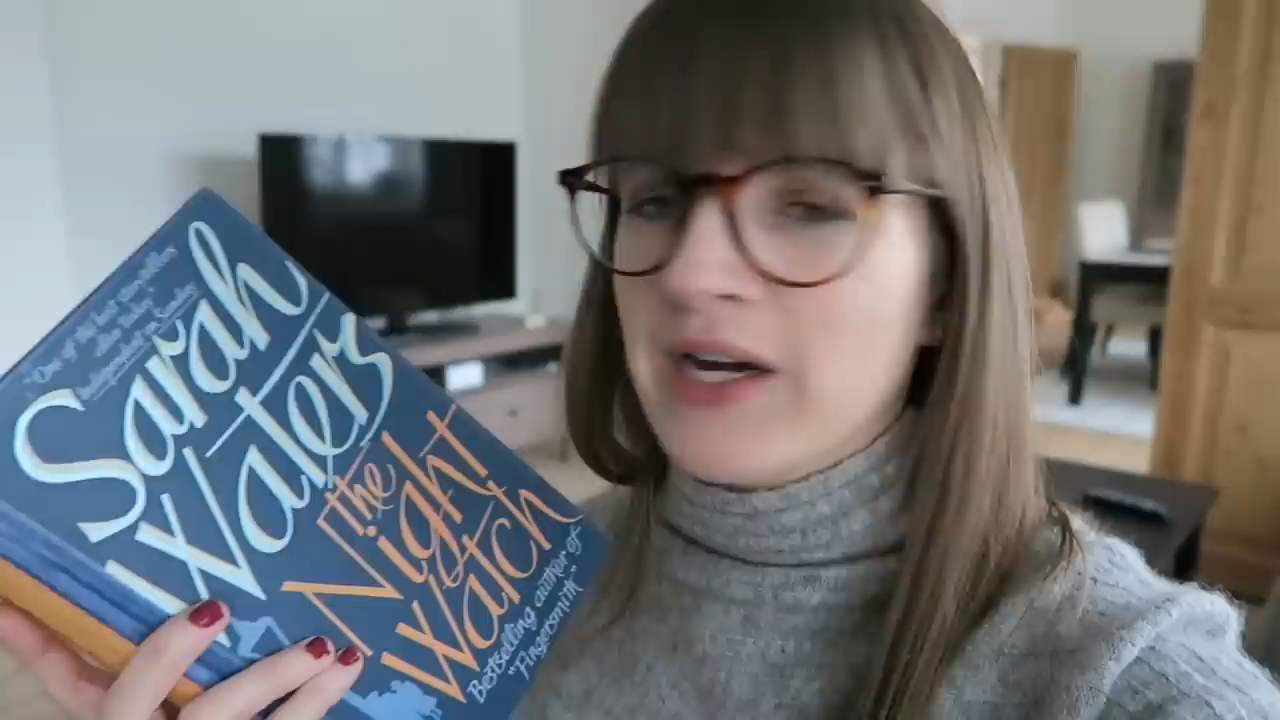 "One of the best storytellers
alive today"
Independent on Sunday
Sarah
Waters
the
Night
Watch
Bestselling author of
"Fingersmith"